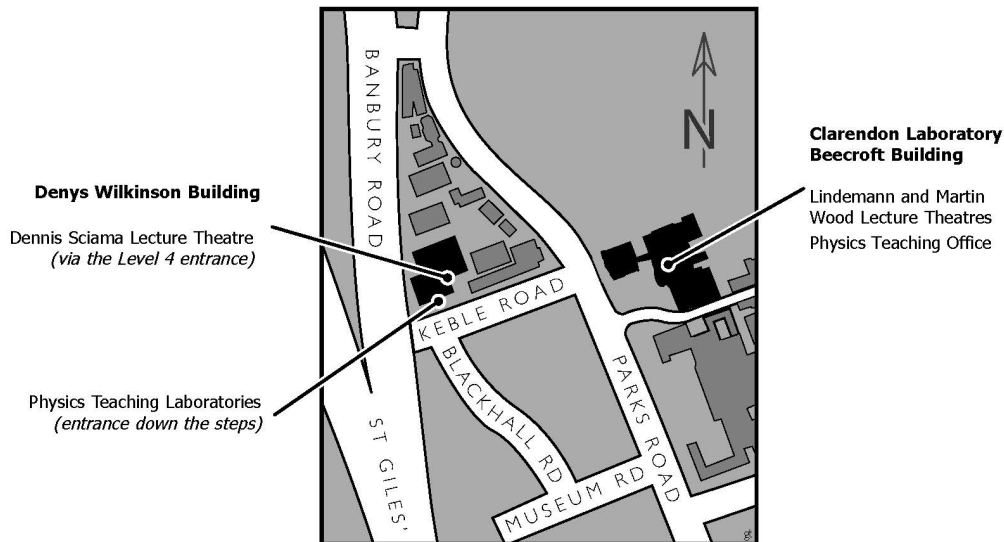 Denys Wilkinson Building
Dennis Sciama Lecture Theatre
(via the Level 4 entrance)
Physics Teaching Laboratories
(entrance down the steps)
BANBURY ROAD
ST GILES'
KEBLE ROAD
BLACKHALL RD
MUSEUM RD
PARKS ROAD
N
Clarendon Laboratory
Beecroft Building
Lindemann and Martin
Wood Lecture Theatres
Physics Teaching Office